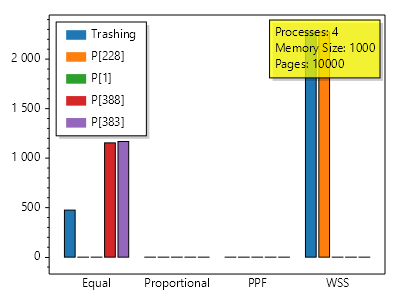 Trashing
P[228]
P[1]
P[388]
P[383]
Processes: 4
Memory Size: 1000
Pages: 10000
2 000
1 500
1 000
500
0
Equal Proportional PPF WSS